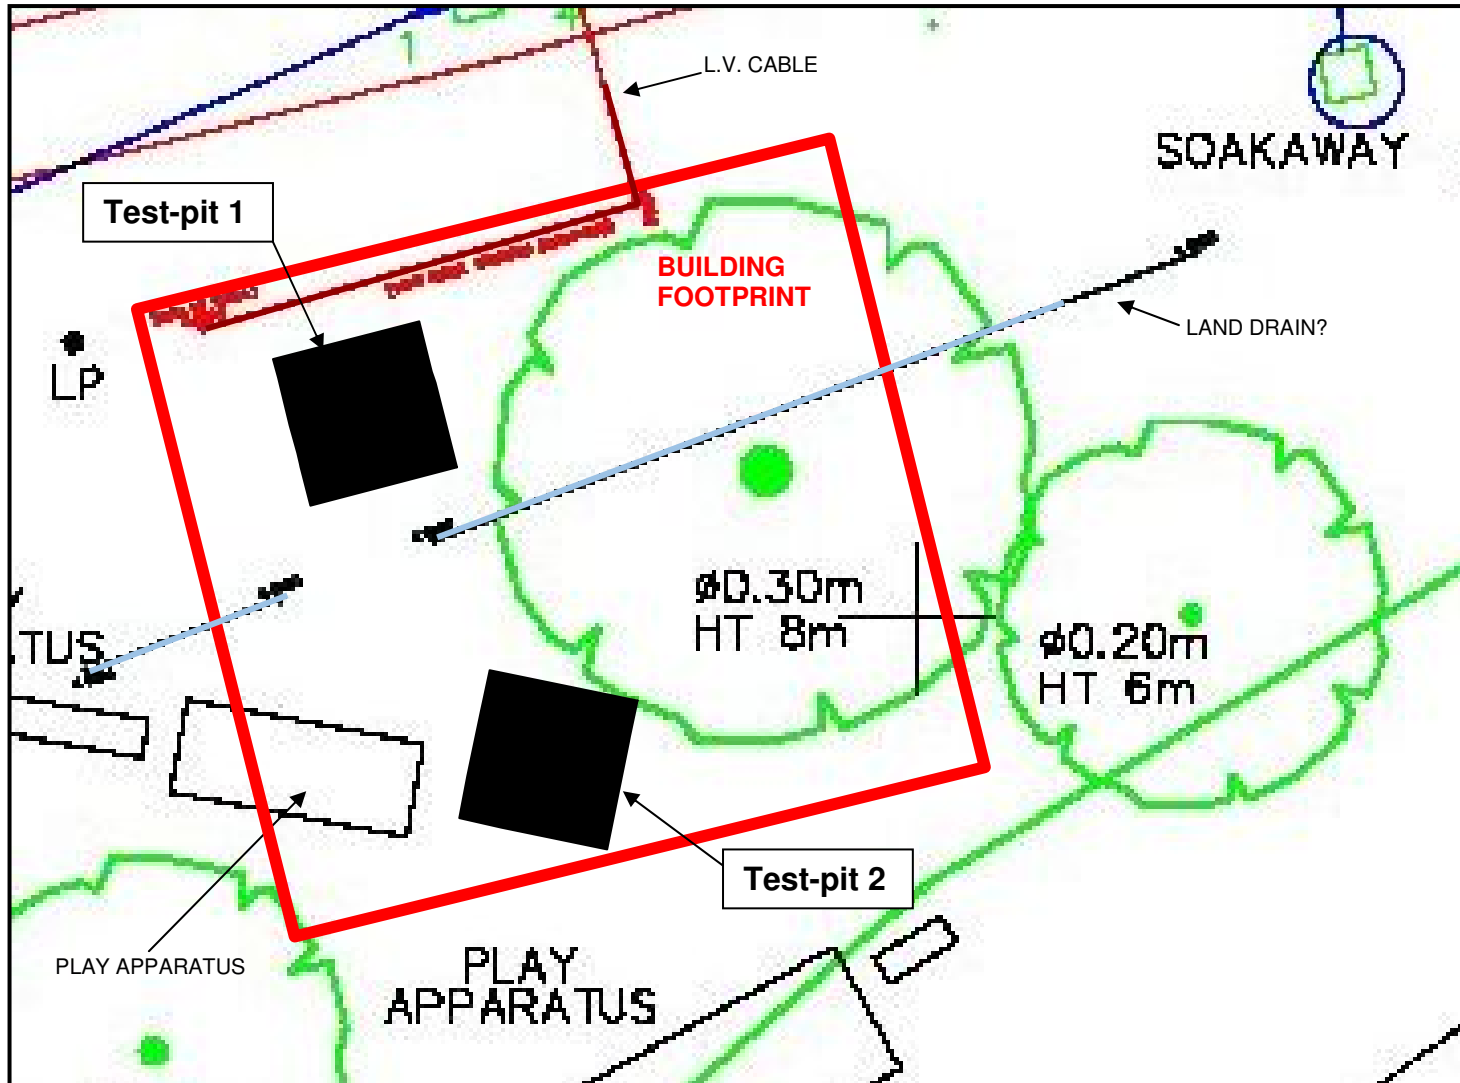 L.V. CABLE
SOAKAWAY
Test-pit 1
BUILDING
FOOTPRINT
LAND DRAIN?
LP
ø0.30m
HT 8m
TUS
ø0.20m
HT 6m
Test-pit 2
PLAY APPARATUS
PLAY
APPARATUS